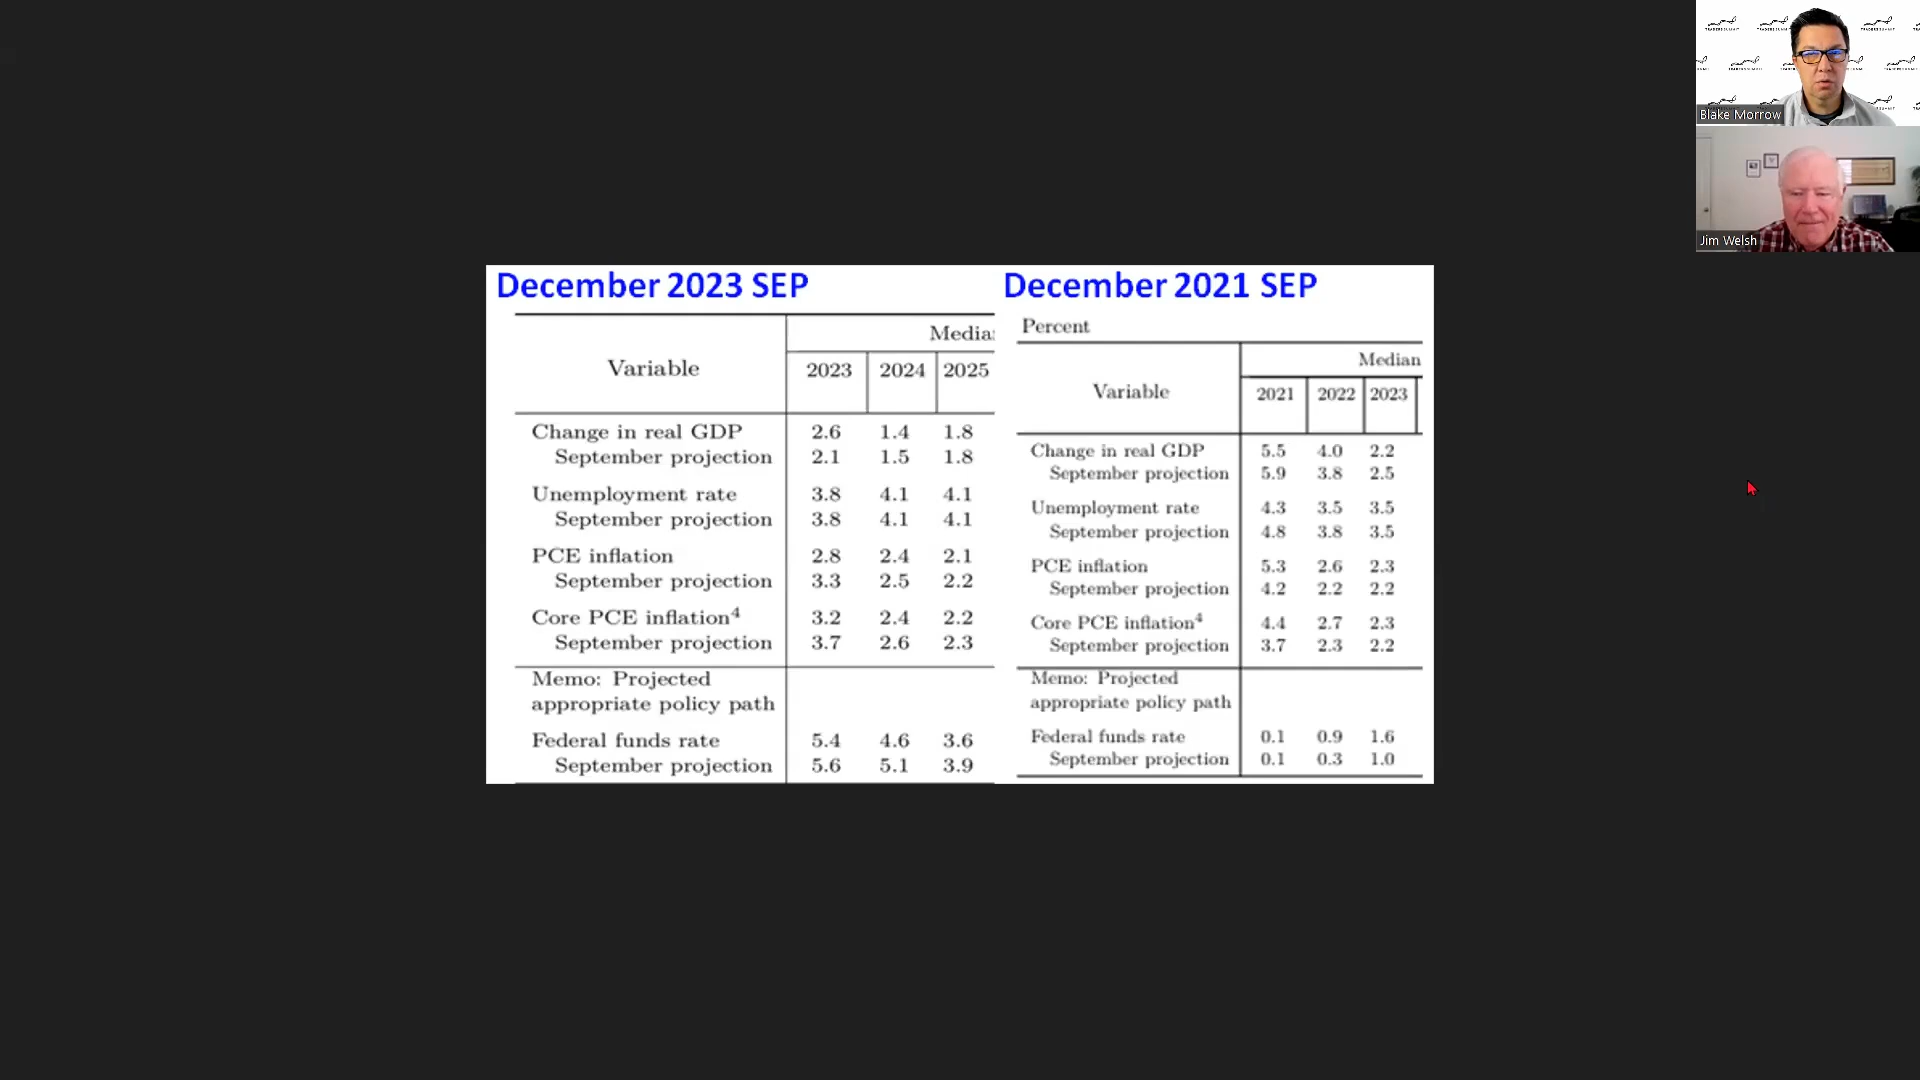 December 2023 SEP
Variable
2023 2024 2025
Change in real GDP 2.6 1.4 1.8
September projection 2.1 1.5 1.8
Unemployment rate 3.8 4.1 4.1
September projection 3.8 4.1 4.1
PCE inflation 2.8 2.4 2.1
September projection 3.3 2.5 2.2
Core PCE inflation⁴ 3.2 2.4 2.2
September projection 3.7 2.6 2.3
Memo: Projected
appropriate policy path
Federal funds rate 5.4 4.6 3.6
September projection 5.6 5.1 3.9
December 2021 SEP
Percent
Median
Variable
2021 2022 2023
Change in real GDP 5.5 4.0 2.2
September projection 5.9 3.8 2.5
Unemployment rate 4.3 3.5 3.5
September projection 4.8 3.8 3.5
PCE inflation 5.3 2.6 2.3
September projection 4.2 2.2 2.2
Core PCE inflation⁴ 4.4 2.7 2.3
September projection 3.7 2.3 2.2
Memo: Projected
appropriate policy path
Federal funds rate 0.1 0.9 1.6
September projection 0.1 0.3 1.0
Blake Morrow
Jim Welsh